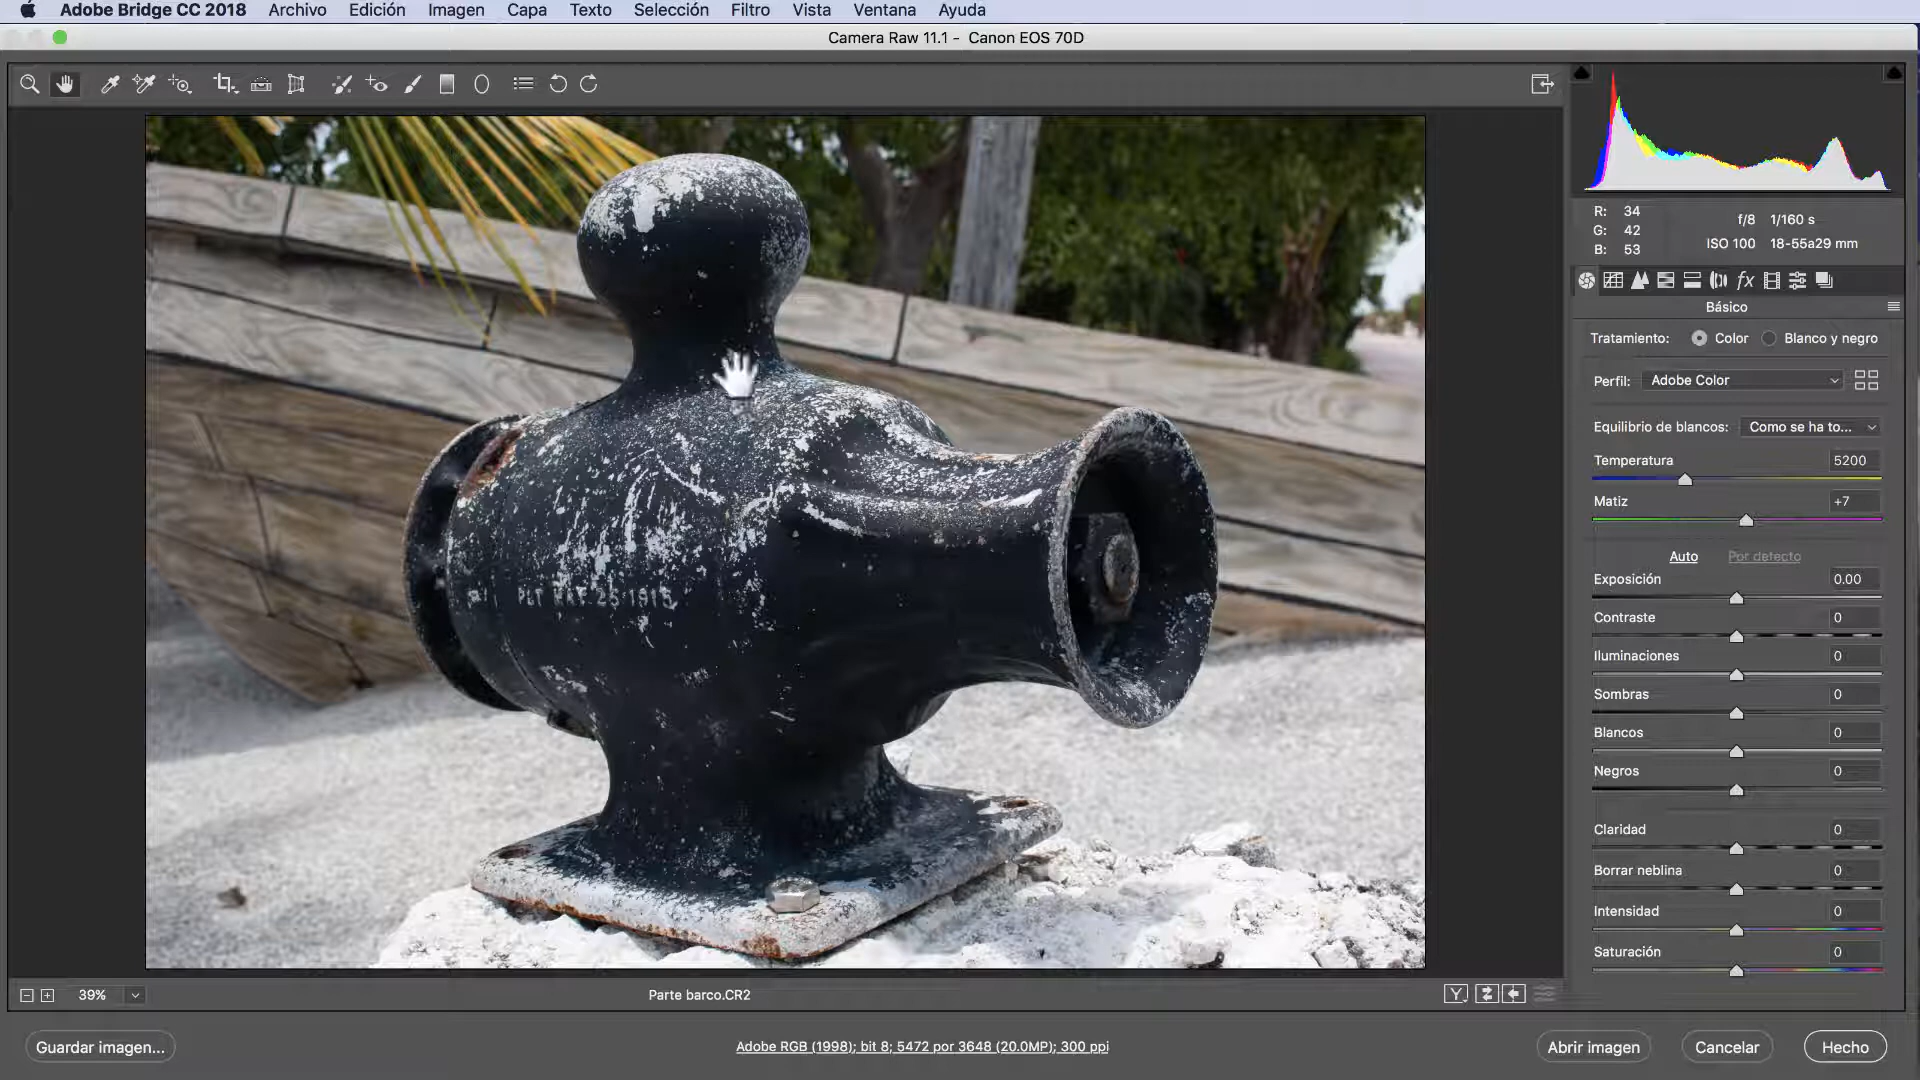 Adobe Bridge CC 2018 Archivo Edición Imagen Capa Texto Selección Filtro Vista Ventana Ayuda
Camera Raw 11.1 - Canon EOS 70D
R: 34
G: 42
B: 53
f/8 1/160 s
ISO 100 18-55a29 mm
Básico
Tratamiento: Color Blanco y negro
Perfil: Adobe Color
Equilibrio de blancos: Como se ha to...
Temperatura 5200
Matiz +7
Auto Por defecto
Exposición 0.00
Contraste 0
Iluminaciones 0
Sombras 0
Blancos 0
Negros 0
Claridad 0
Borrar neblina 0
Intensidad 0
Saturación 0
39% Parte barco.CR2
Guardar imagen... Adobe RGB (1998); bit 8; 5472 por 3648 (20.0MP); 300 ppi Abrir imagen Cancelar Hecho